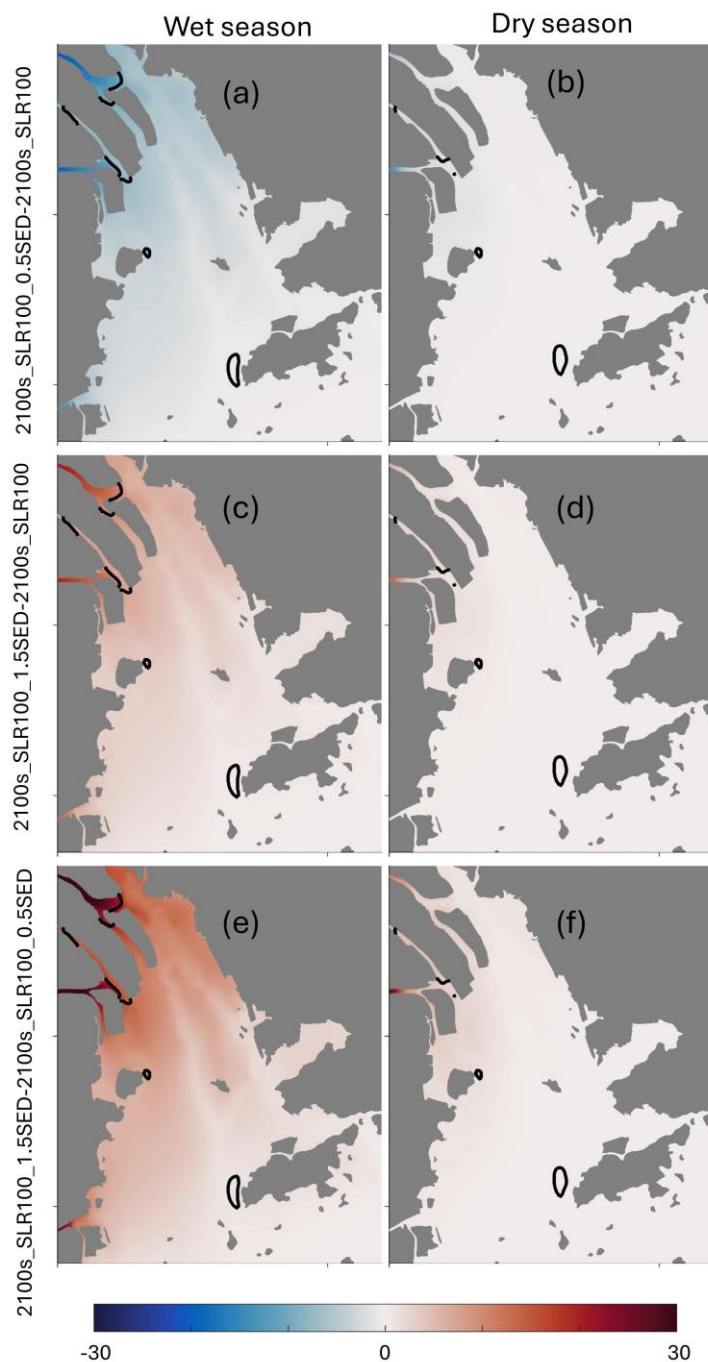 Wet season
Dry season
2100s_SLR100_0.5SED-2100s_SLR100
(a)
(b)
2100s_SLR100_1.5SED-2100s_SLR100
(c)
(d)
2100s_SLR100_1.5SED-2100s_SLR100_0.5SED
(e)
(f)
-30
0
30